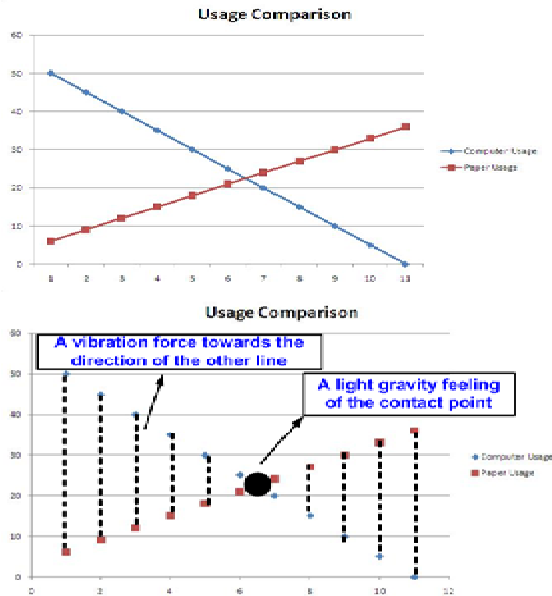 Usage Comparison
60
50
40
30
20
10
0
1 2 3 4 5 6 7 8 9 10 11
Computer Usage
Paper Usage
Usage Comparison
60
50
40
30
20
10
0
0 2 4 6 8 10 12
A vibration force towards the
direction of the other line
A light gravity feeling
of the contact point
Computer Usage
Paper Usage